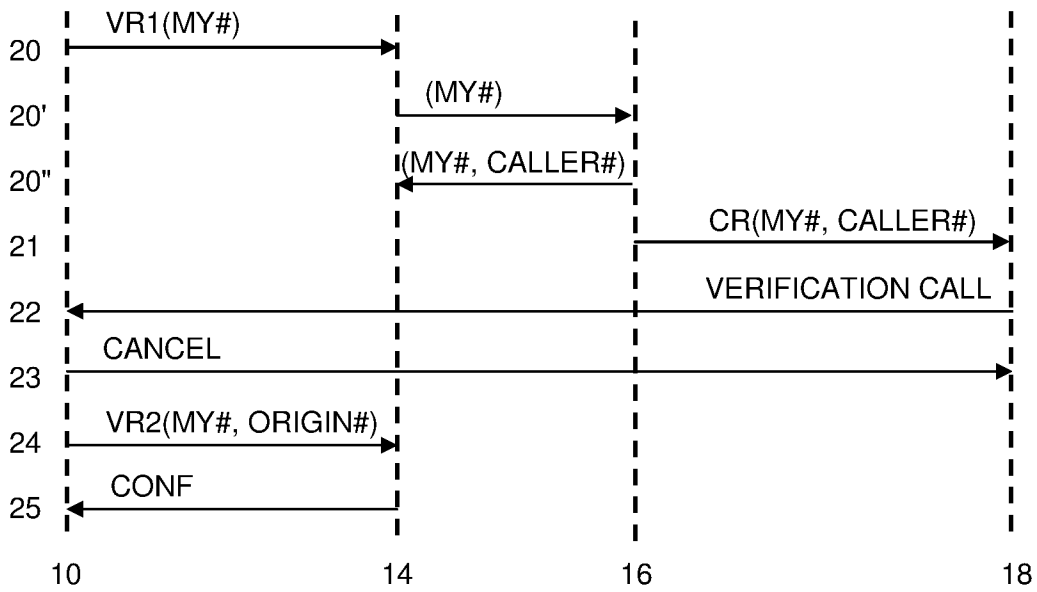 20 VR1(MY#)
20' (MY#)
20" (MY#, CALLER#)
21 CR(MY#, CALLER#)
22 VERIFICATION CALL
23 CANCEL
24 VR2(MY#, ORIGIN#)
25 CONF
10 14 16 18